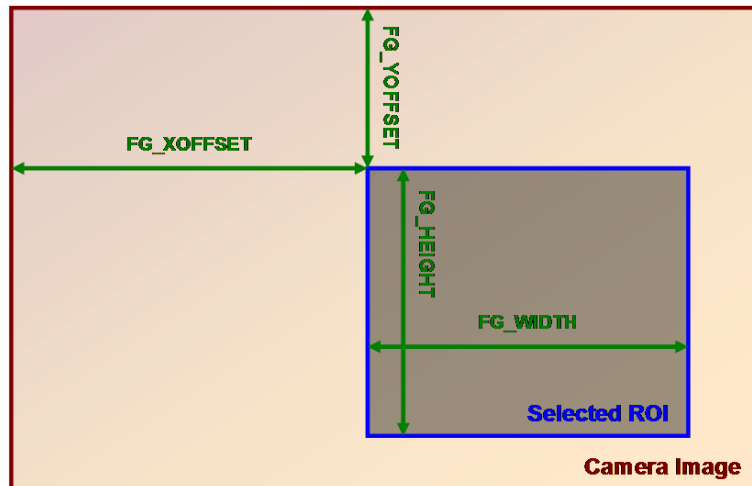 FG_YOFFSET
FG_XOFFSET
FG_HEIGHT
FG_WIDTH
Selected ROI
Camera Image